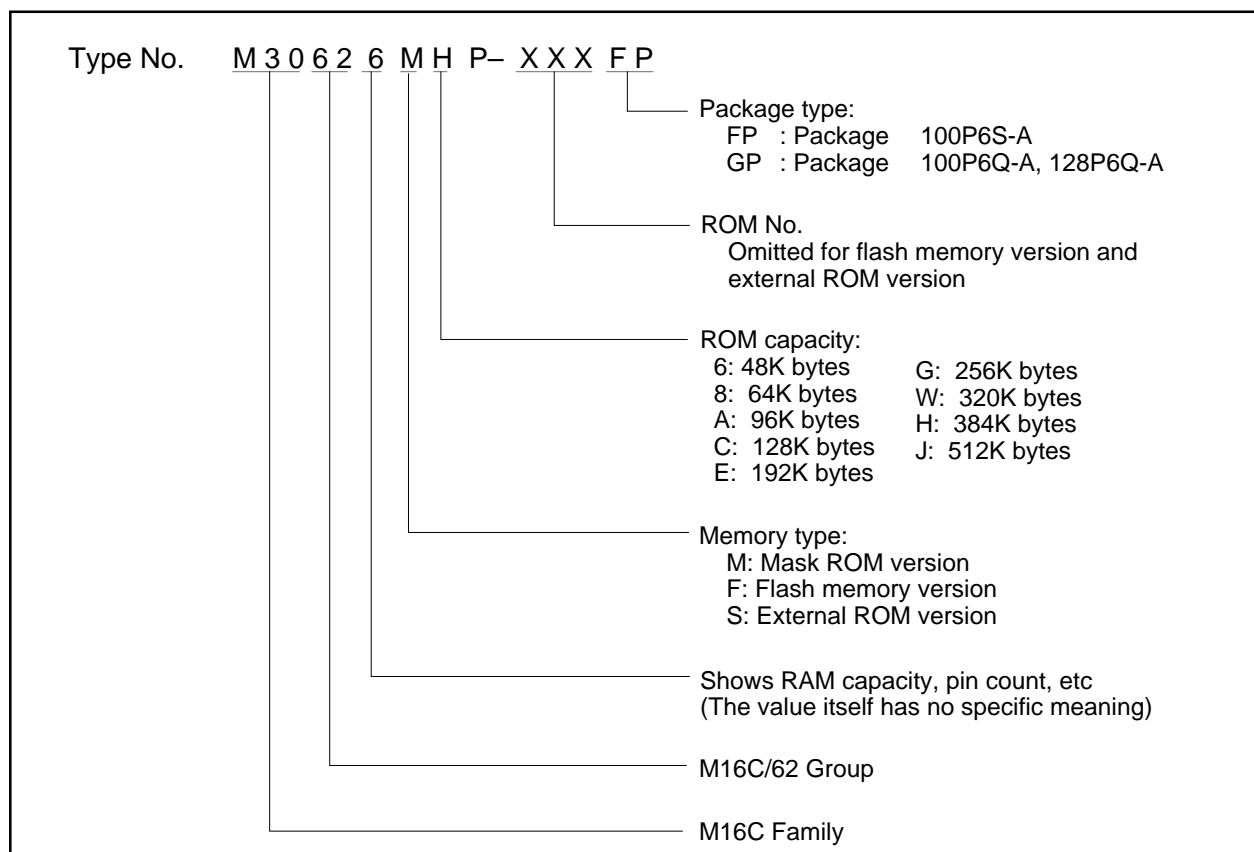 Type No. M 3 0 6 2 6 M H P– X X X F P
Package type:
FP : Package 100P6S-A
GP : Package 100P6Q-A, 128P6Q-A
ROM No.
Omitted for flash memory version and
external ROM version
ROM capacity:
6: 48K bytes
8: 64K bytes
A: 96K bytes
C: 128K bytes
E: 192K bytes
G: 256K bytes
W: 320K bytes
H: 384K bytes
J: 512K bytes
Memory type:
M: Mask ROM version
F: Flash memory version
S: External ROM version
Shows RAM capacity, pin count, etc
(The value itself has no specific meaning)
M16C/62 Group
M16C Family